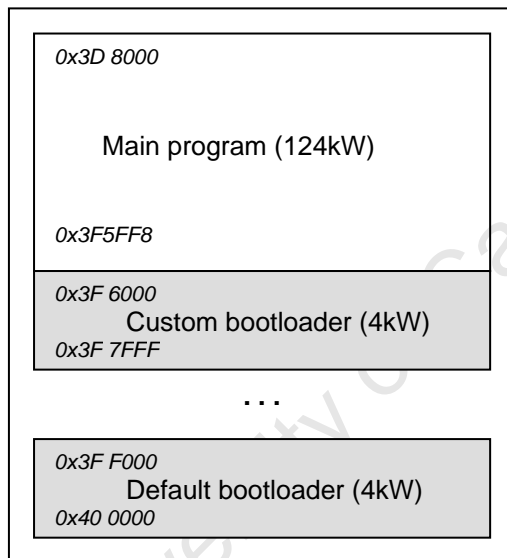 0x3D 8000
Main program (124kW)
0x3F5FF8
0x3F 6000
Custom bootloader (4kW)
0x3F 7FFF
...
0x3F F000
Default bootloader (4kW)
0x40 0000